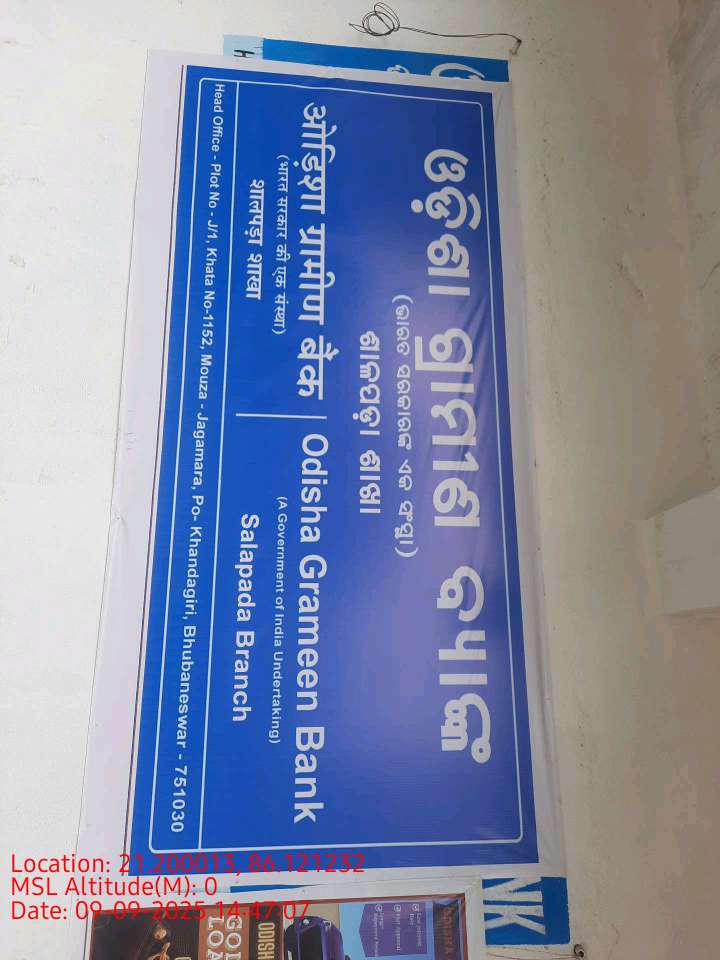 ଓଡ଼ିଶା ଗ୍ରାମୀଣ ବ୍ୟାଙ୍କ
(ଭାରତ ସରକାରଙ୍କ ଏକ ସଂସ୍ଥା)
ଶାଳପଡ଼ା ଶାଖା
ओड़िशा ग्रामीण बैंक
(भारत सरकार की एक संस्था)
शालपड़ा शाखा
Odisha Grameen Bank
(A Government of India Undertaking)
Salapada Branch
Head Office - Plot No - J/1, Khata No-1152, Mouza - Jagamara, Po- Khandagiri, Bhubaneswar - 751030
NK
Location: 21.200013, 86.121232
MSL Altitude(M): 0
Date: 09-09-2025 14:47:07